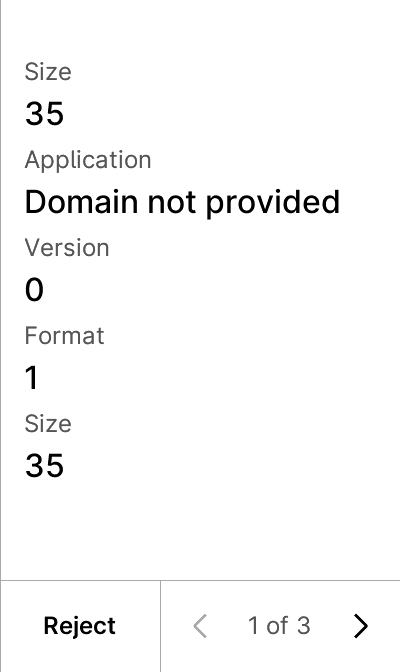 Size
35
Application
Domain not provided
Version
0
Format
1
Size
35
Reject
1 of 3